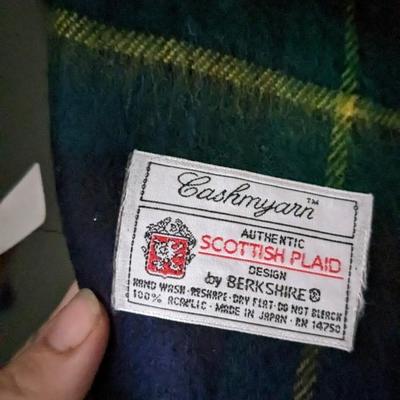 Cashmyarn™
AUTHENTIC
SCOTTISH PLAID
DESIGN
by BERKSHIRE®
HAND WASH · RESHAPE · DRY FLAT · DO NOT BLEACH
100% ACRYLIC · MADE IN JAPAN · RN 14750